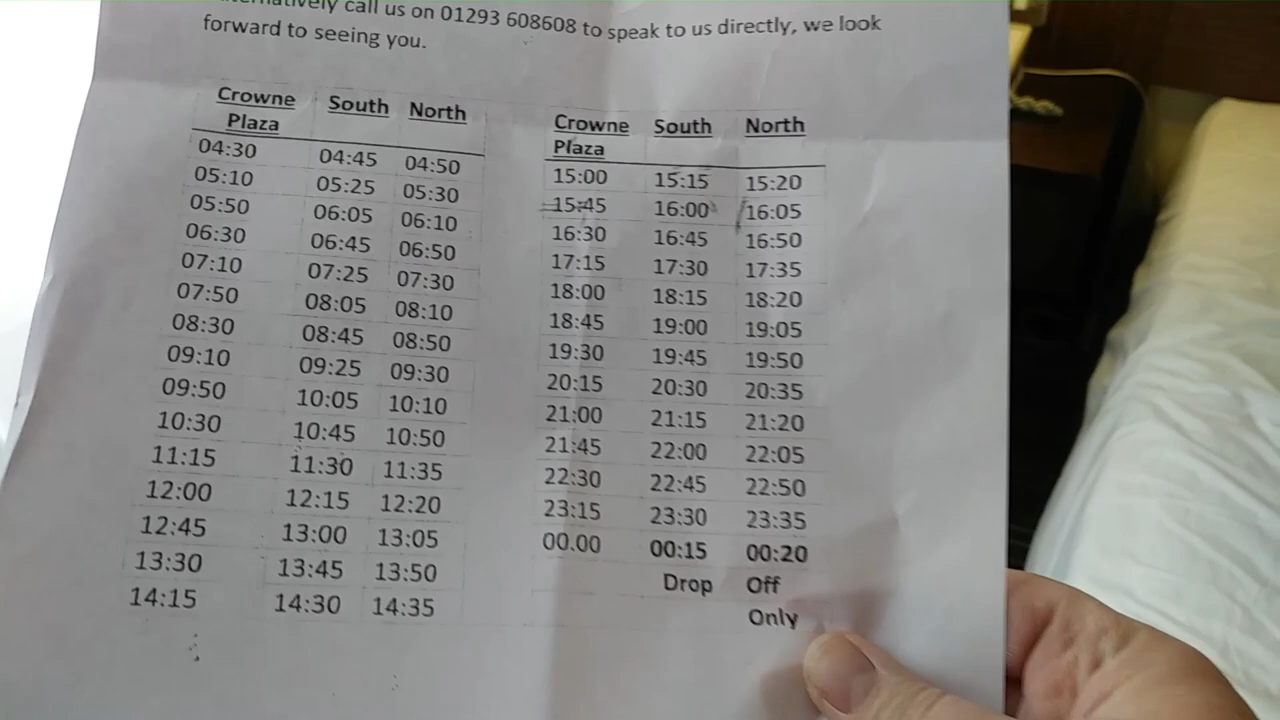 call us on 01293 608608 to speak to us directly, we look
forward to seeing you.
Crowne South North
Plaza
04:30 04:45 04:50
05:10 05:25 05:30
05:50 06:05 06:10
06:30 06:45 06:50
07:10 07:25 07:30
07:50 08:05 08:10
08:30 08:45 08:50
09:10 09:25 09:30
09:50 10:05 10:10
10:30 10:45 10:50
11:15 11:30 11:35
12:00 12:15 12:20
12:45 13:00 13:05
13:30 13:45 13:50
14:15 14:30 14:35
Crowne South North
Plaza
15:00 15:15 15:20
15:45 16:00 16:05
16:30 16:45 16:50
17:15 17:30 17:35
18:00 18:15 18:20
18:45 19:00 19:05
19:30 19:45 19:50
20:15 20:30 20:35
21:00 21:15 21:20
21:45 22:00 22:05
22:30 22:45 22:50
23:15 23:30 23:35
00.00 00:15 00:20
Drop Off
Only